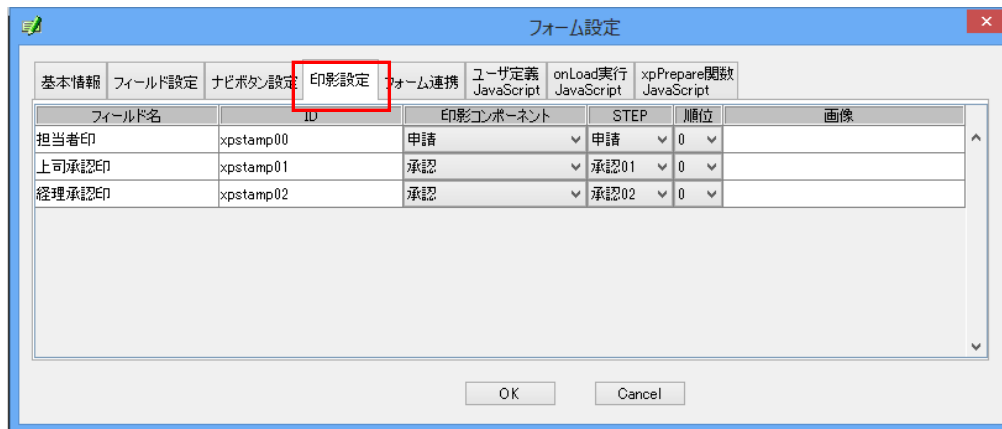 フォーム設定
基本情報 フィールド設定 ナビボタン設定 印影設定 フォーム連携 ユーザ定義 JavaScript onLoad実行 JavaScript xpPrepare関数 JavaScript
フィールド名 ID 印影コンポーネント STEP 順位 画像
担当者印 xpstamp00 申請 申請 0
上司承認印 xpstamp01 承認 承認01 0
経理承認印 xpstamp02 承認 承認02 0
OK Cancel